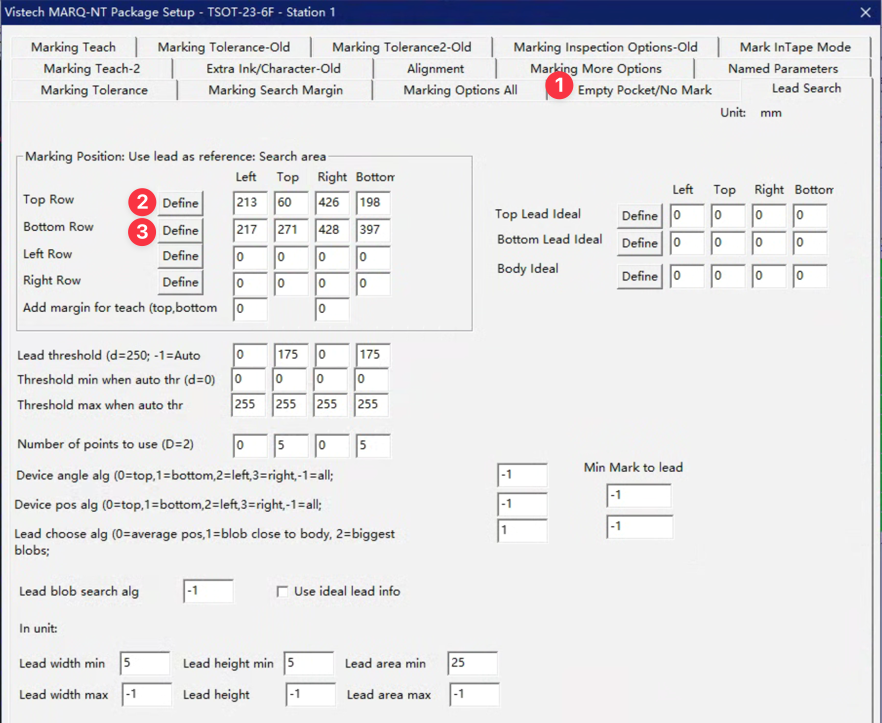 Vistech MARQ-NT Package Setup - TSOT-23-6F - Station 1
Marking Teach Marking Tolerance-Old Marking Tolerance2-Old Marking Inspection Options-Old Mark InTape Mode
Marking Teach-2 Extra Ink/Character-Old Alignment Marking More Options Named Parameters
Marking Tolerance Marking Search Margin Marking Options All 1 Empty Pocket/No Mark Lead Search
Unit: mm
Marking Position: Use lead as reference: Search area
Left Top Right Bottom
Top Row 2 Define 213 60 426 198
Bottom Row 3 Define 217 271 428 397
Left Row Define 0 0 0 0
Right Row Define 0 0 0 0
Add margin for teach (top,bottom 0 0
Left Top Right Bottom
Top Lead Ideal Define 0 0 0 0
Bottom Lead Ideal Define 0 0 0 0
Body Ideal Define 0 0 0 0
Lead threshold (d=250; -1=Auto 0 175 0 175
Threshold min when auto thr (d=0) 0 0 0 0
Threshold max when auto thr 255 255 255 255
Number of points to use (D=2) 0 5 0 5
Device angle alg (0=top,1=bottom,2=left,3=right,-1=all; -1
Device pos alg (0=top,1=bottom,2=left,3=right,-1=all; -1
Lead choose alg (0=average pos,1=blob close to body, 2=biggest 1
blobs;
Min Mark to lead
-1
-1
Lead blob search alg -1 Use ideal lead info
In unit:
Lead width min 5 Lead height min 5 Lead area min 25
Lead width max -1 Lead height -1 Lead area max -1